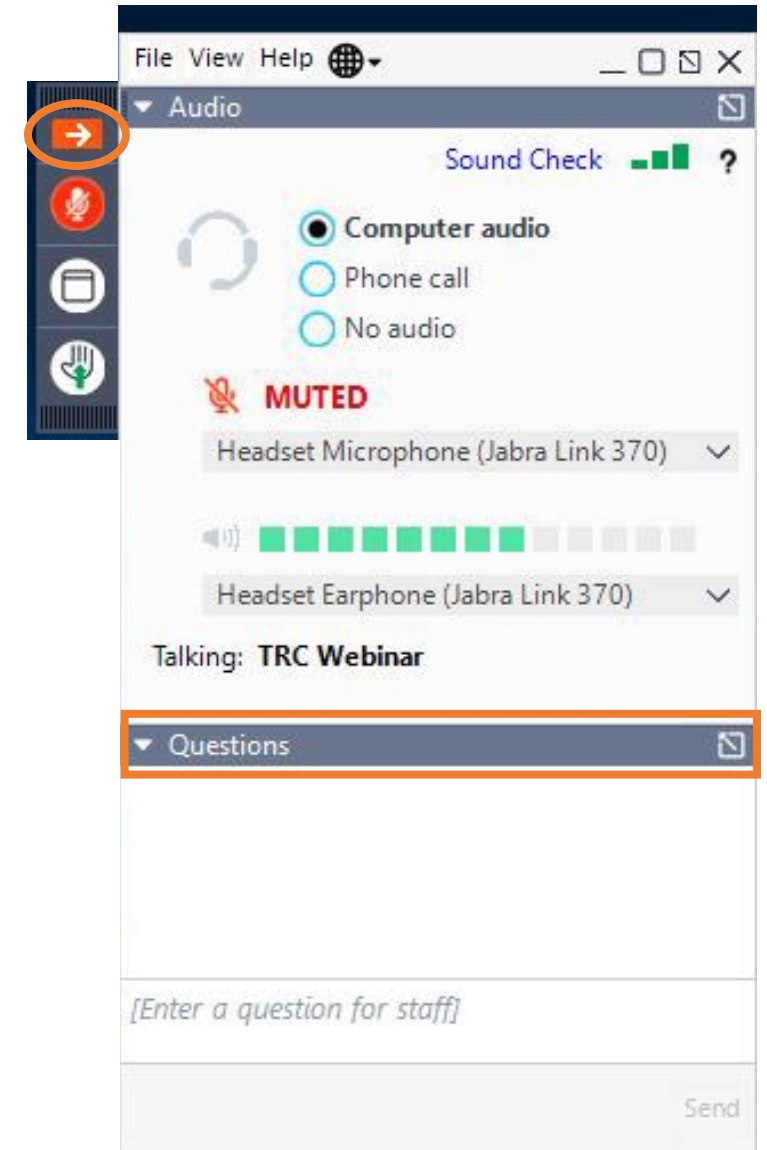 File View Help
Audio
Sound Check ?
Computer audio
Phone call
No audio
MUTED
Headset Microphone (Jabra Link 370)
Headset Earphone (Jabra Link 370)
Talking: TRC Webinar
Questions
[Enter a question for staff]
Send